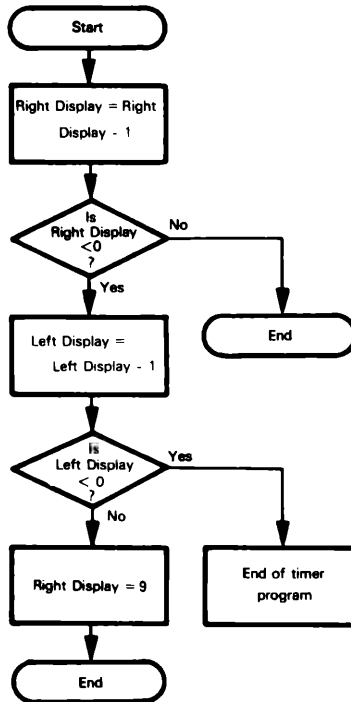 Start
Right Display = Right
Display - 1
Is
Right Display
<0
?
No
Yes
End
Left Display =
Left Display - 1
Is
Left Display
< 0
?
Yes
No
Right Display = 9
End of timer
program
End